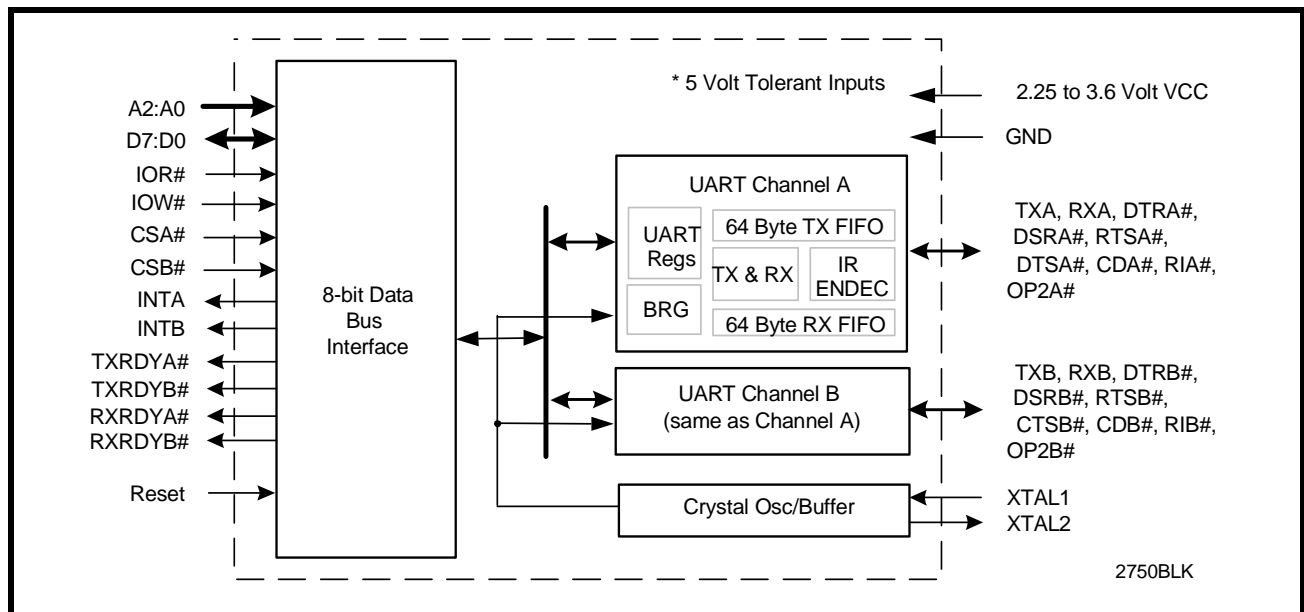 A2:A0
D7:D0
IOR#
IOW#
CSA#
CSB#
INTA
INTB
TXRDYA#
TXRDYB#
RXRDYA#
RXRDYB#
Reset
8-bit Data
Bus
Interface
* 5 Volt Tolerant Inputs
2.25 to 3.6 Volt VCC
GND
UART Channel A
UART
Regs
BRG
64 Byte TX FIFO
TX & RX
IR
ENDEC
64 Byte RX FIFO
TXA, RXA, DTRA#,
DSRA#, RTSA#,
DTSA#, CDA#, RIA#,
OP2A#
UART Channel B
(same as Channel A)
TXB, RXB, DTRB#,
DSRB#, RTSB#,
CTSB#, CDB#, RIB#,
OP2B#
Crystal Osc/Buffer
XTAL1
XTAL2
2750BLK